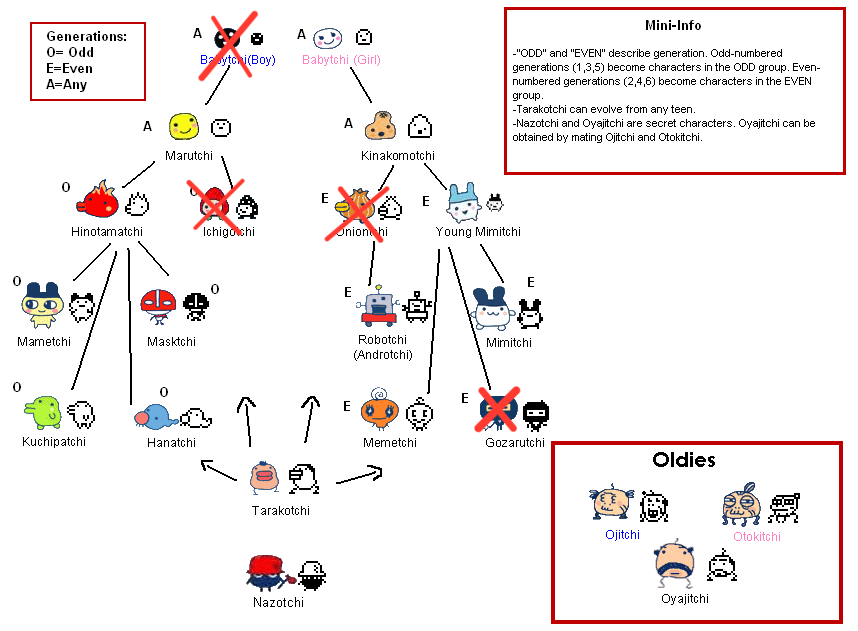 Generations:
O= Odd
E=Even
A=Any
A
Babytchi(Boy)
A
Babytchi (Girl)
Mini-Info
-"ODD" and "EVEN" describe generation. Odd-numbered
generations (1,3,5) become characters in the ODD group. Even-
numbered generations (2,4,6) become characters in the EVEN
group.
-Tarakotchi can evolve from any teen.
-Nazotchi and Oyajitchi are secret characters. Oyajitchi can be
obtained by mating Ojitchi and Otokitchi.
A
Marutchi
A
Kinakomotchi
O
Hinotamatchi
O
Ichigotchi
E
Oniontchi
E
Young Mimitchi
O
Mametchi
O
Masktchi
E
Robotchi
(Androtchi)
E
Mimitchi
O
Kuchipatchi
O
Hanatchi
E
Memetchi
E
Gozarutchi
Tarakotchi
Nazotchi
Oldies
Ojitchi
Otokitchi
Oyajitchi